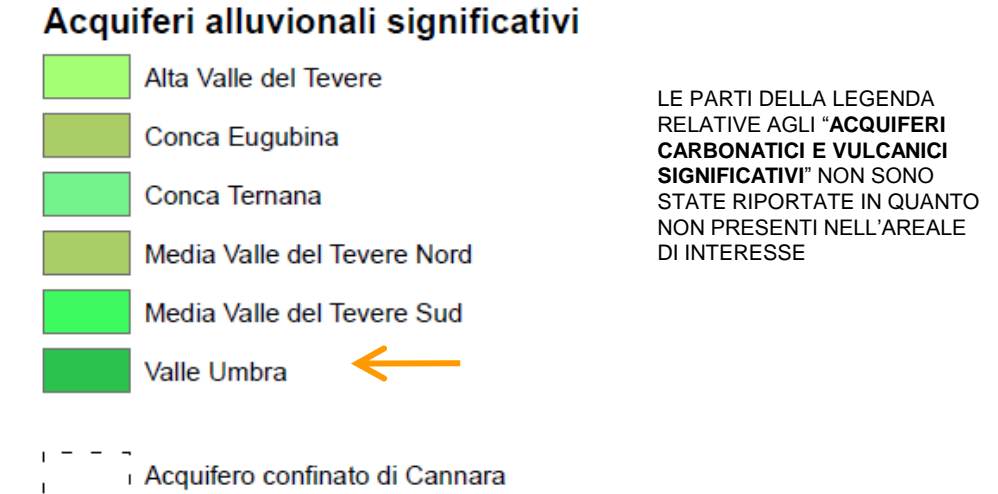 Acquiferi alluvionali significativi
Alta Valle del Tevere
Conca Eugubina
Conca Ternana
Media Valle del Tevere Nord
Media Valle del Tevere Sud
Valle Umbra
Acquifero confinato di Cannara
LE PARTI DELLA LEGENDA
RELATIVE AGLI “ACQUIFERI
CARBONATICI E VULCANICI
SIGNIFICATIVI” NON SONO
STATE RIPORTATE IN QUANTO
NON PRESENTI NELL’AREALE
DI INTERESSE